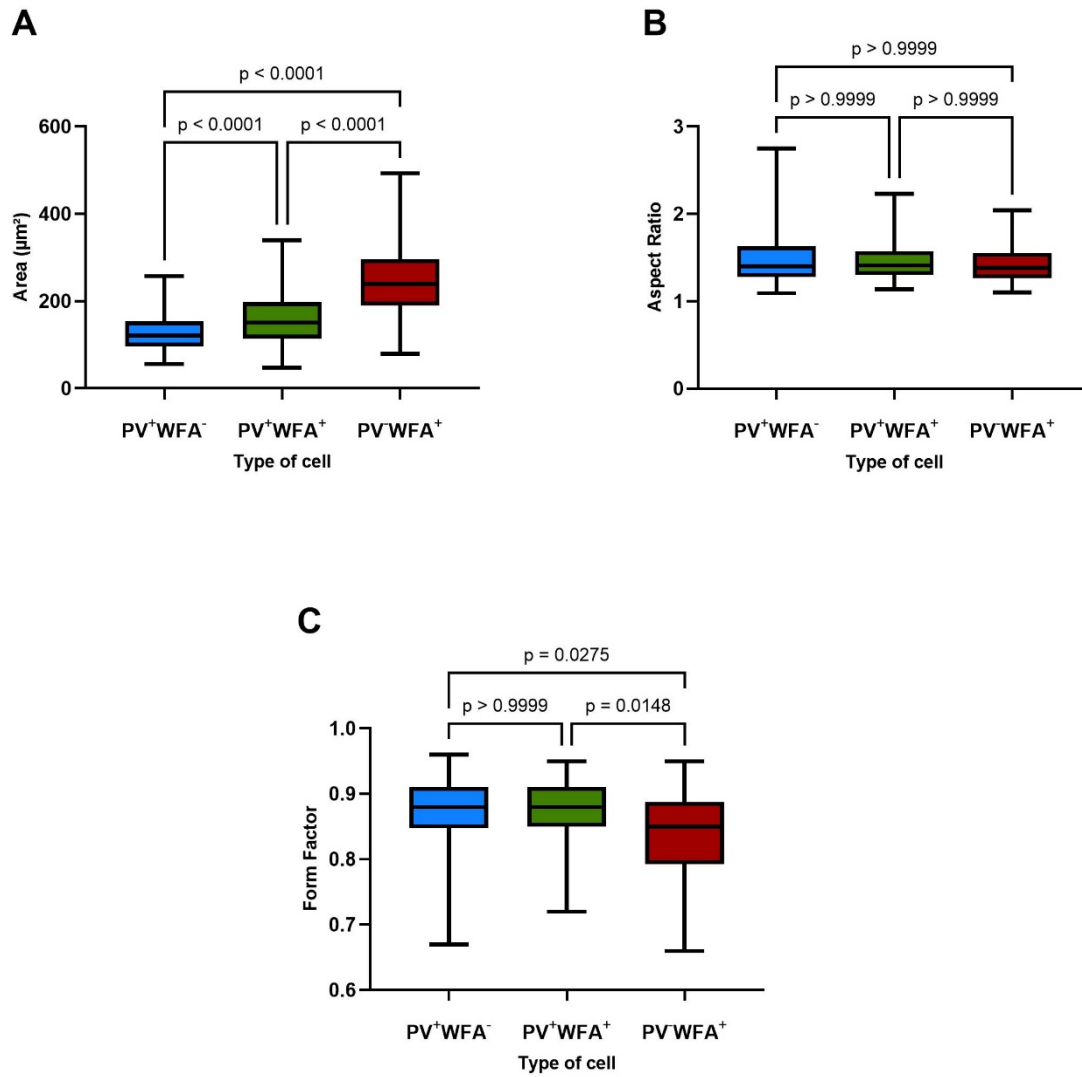 A
p < 0.0001
p < 0.0001
p < 0.0001
600
400
200
0
Area (µm²)
PV⁺WFA⁻
PV⁺WFA⁺
PV⁻WFA⁺
Type of cell
B
p > 0.9999
p > 0.9999
p > 0.9999
3
2
1
0
Aspect Ratio
PV⁺WFA⁻
PV⁺WFA⁺
PV⁻WFA⁺
Type of cell
C
p = 0.0275
p > 0.9999
p = 0.0148
1.0
0.9
0.8
0.7
0.6
Form Factor
PV⁺WFA⁻
PV⁺WFA⁺
PV⁻WFA⁺
Type of cell